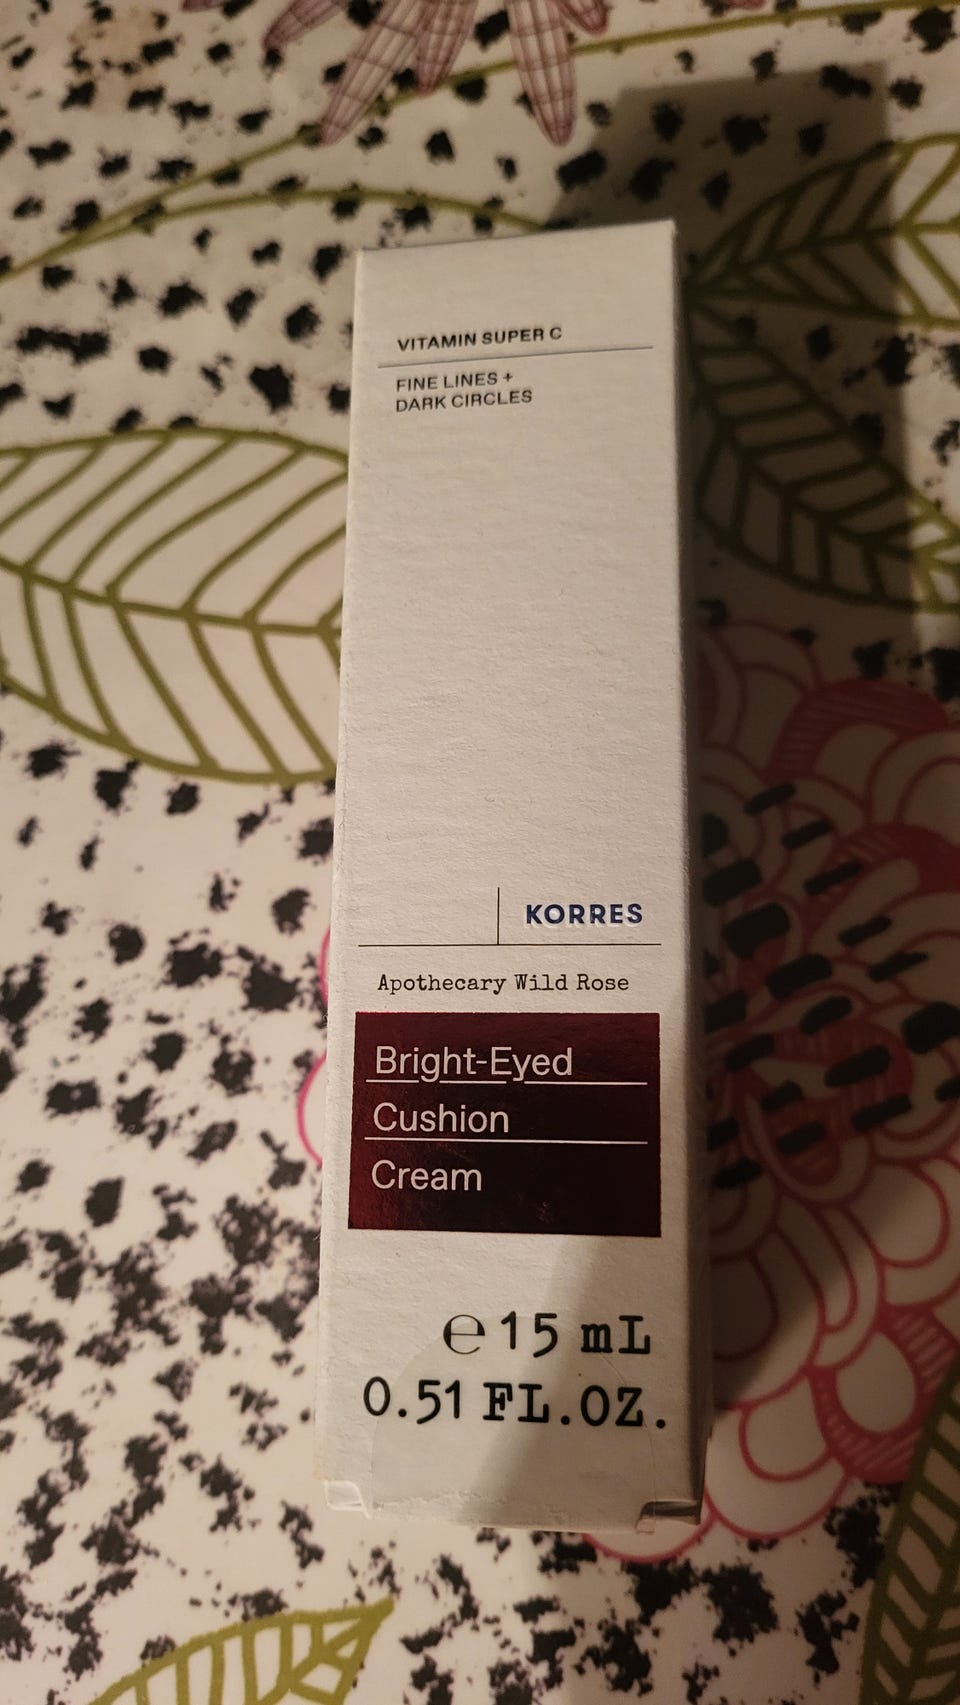 VITAMIN SUPER C
FINE LINES +
DARK CIRCLES
KORRES
Apothecary Wild Rose
Bright-Eyed
Cushion
Cream
℮15 mL
0.51 FL.OZ.